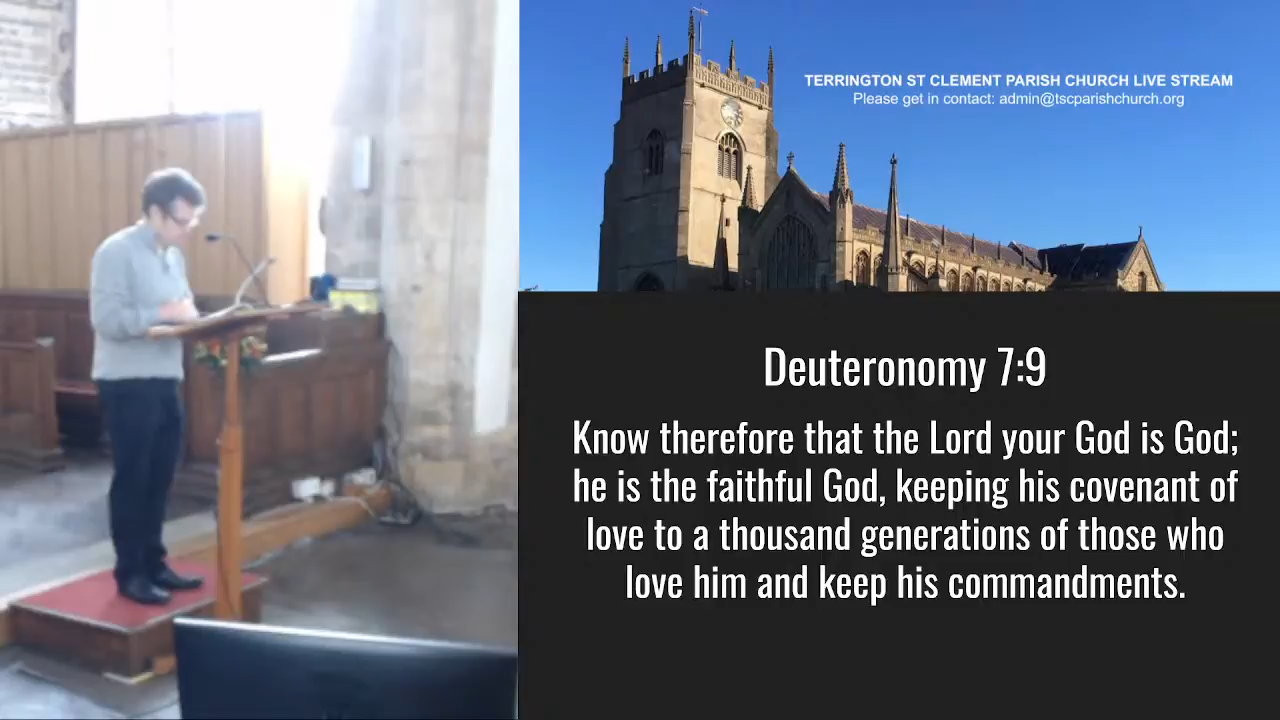 TERRINGTON ST CLEMENT PARISH CHURCH LIVE STREAM
Please get in contact: admin@tscparishchurch.org
Deuteronomy 7:9
Know therefore that the Lord your God is God;
he is the faithful God, keeping his covenant of
love to a thousand generations of those who
love him and keep his commandments.